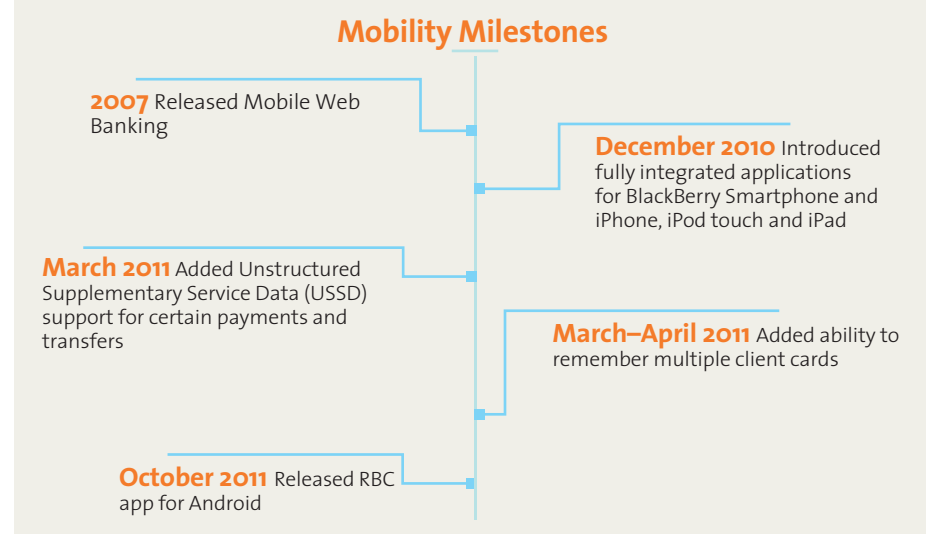 Mobility Milestones
2007 Released Mobile Web
Banking
December 2010 Introduced
fully integrated applications
for BlackBerry Smartphone and
iPhone, iPod touch and iPad
March 2011 Added Unstructured
Supplementary Service Data (USSD)
support for certain payments and
transfers
March–April 2011 Added ability to
remember multiple client cards
October 2011 Released RBC
app for Android